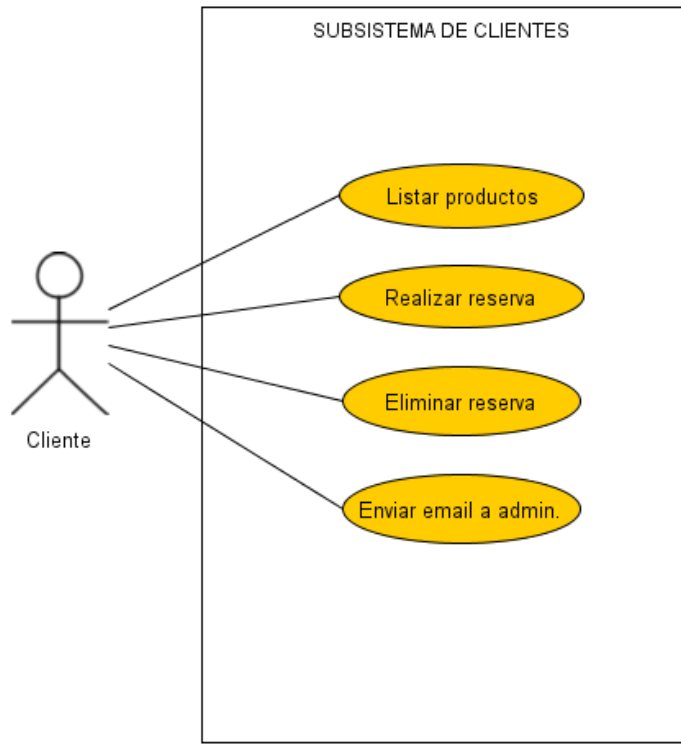 SUBSISTEMA DE CLIENTES
Listar productos
Realizar reserva
Eliminar reserva
Cliente
Enviar email a admin.